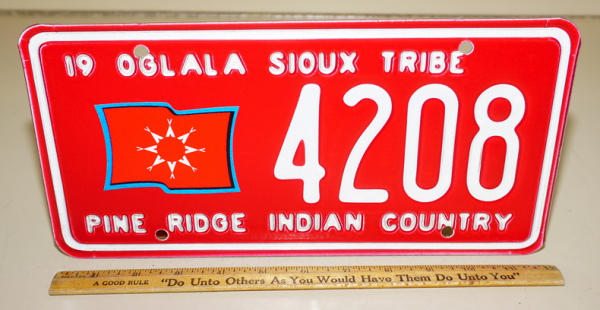 19 OGLALA SIOUX TRIBE
4208
PINE RIDGE INDIAN COUNTRY
A GOOD RULE "Do Unto Others As You Would Have Them Do Unto You"